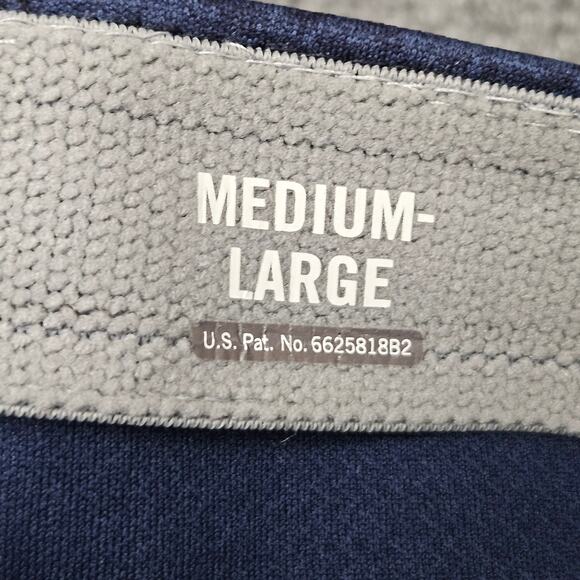 MEDIUM-
LARGE
U.S. Pat. No. 6625818B2